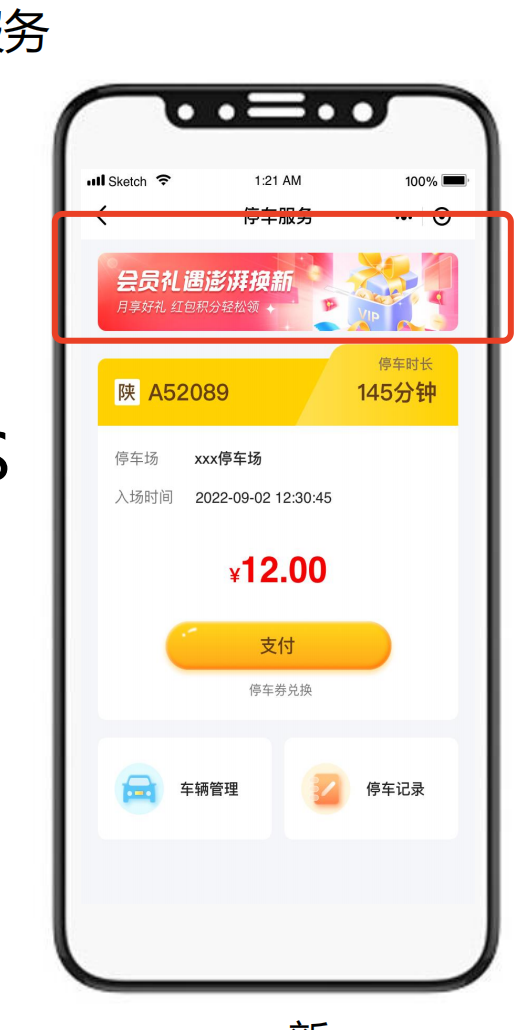 服务
Sketch 1:21 AM 100%
停车服务
会员礼遇澎湃换新
月享好礼 红包积分轻松领
VIP
停车时长
陕 A52089 145分钟
停车场 xxx停车场
入场时间 2022-09-02 12:30:45
¥12.00
支付
停车券兑换
车辆管理 停车记录